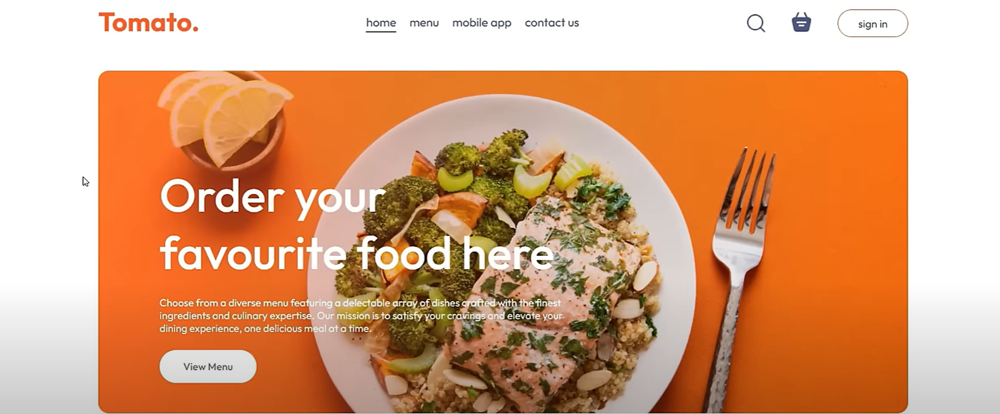 Tomato.
home menu mobile app contact us
sign in
Order your
favourite food here
Choose from a diverse menu featuring a delectable array of dishes crafted with the finest
ingredients and culinary expertise. Our mission is to satisfy your cravings and elevate your
dining experience, one delicious meal at a time.
View Menu